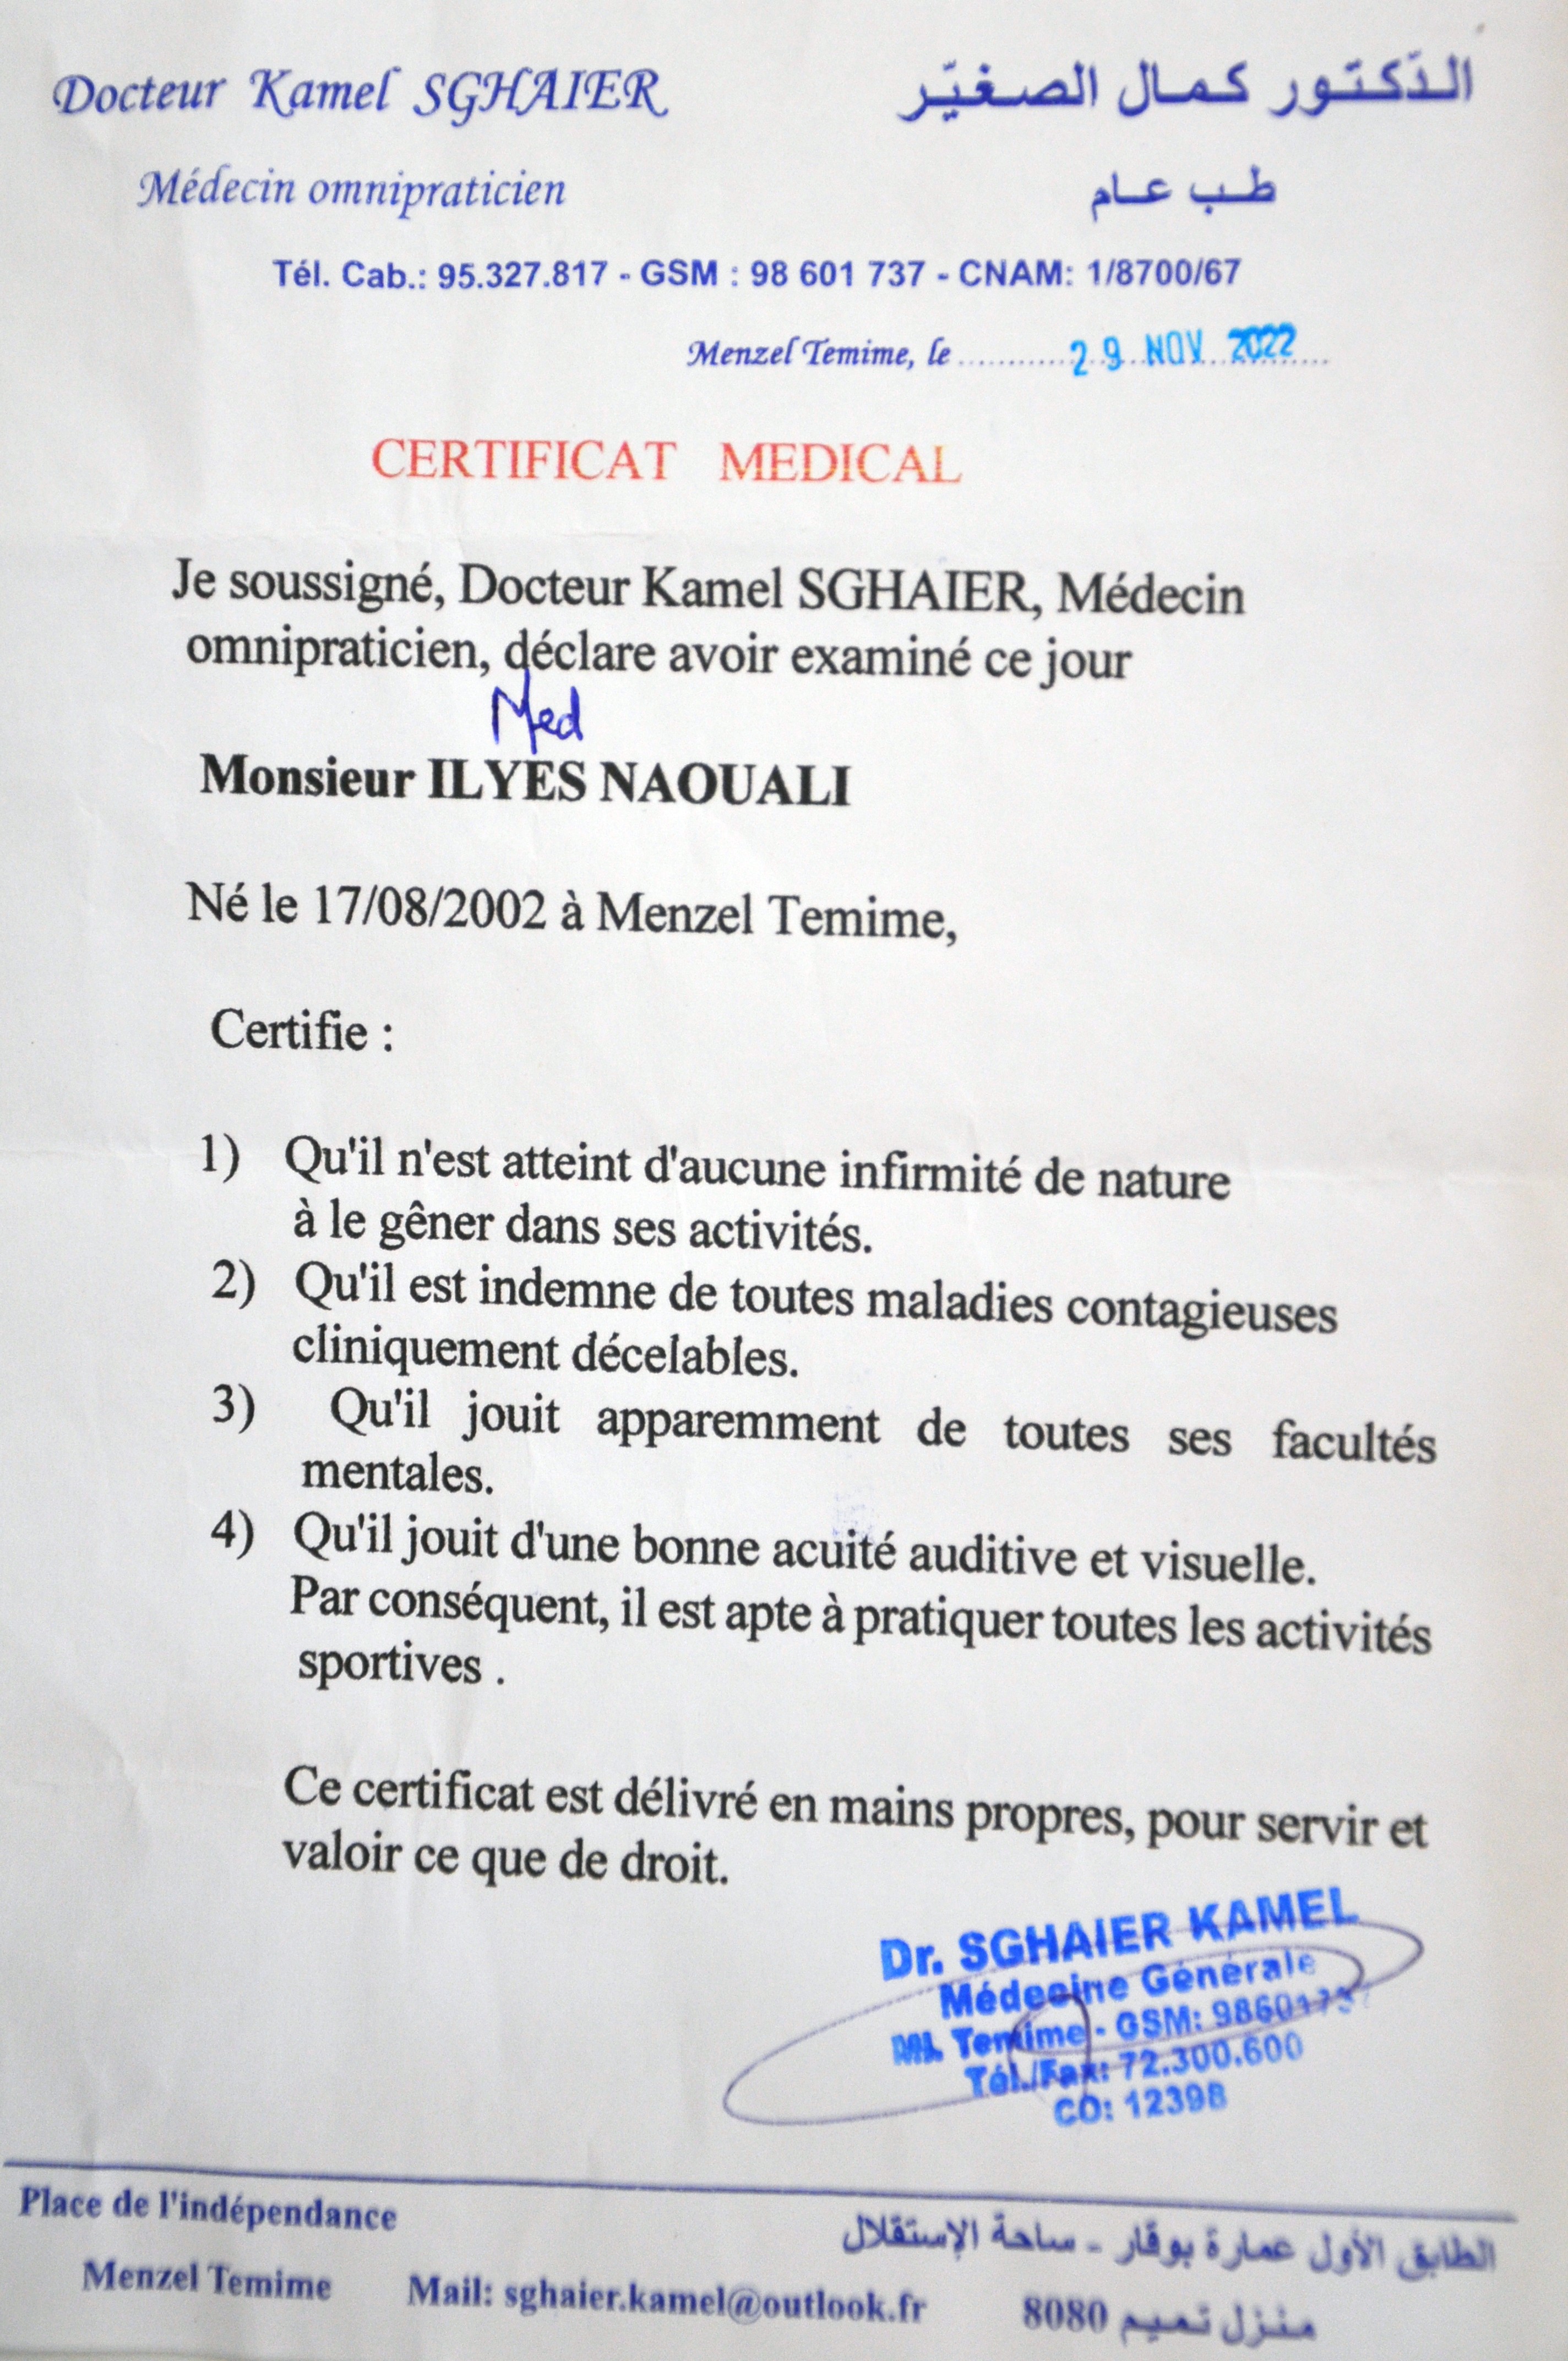 Docteur Kamel SGHAIER
الدّكتور كمال الصغيّر
Médecin omnipraticien
طب عام
Tél. Cab.: 95.327.817 - GSM : 98 601 737 - CNAM: 1/8700/67
Menzel Temime, le ............29 NOV 2022......
CERTIFICAT MEDICAL
Je soussigné, Docteur Kamel SGHAIER, Médecin
omnipraticien, déclare avoir examiné ce jour
Med
Monsieur ILYES NAOUALI
Né le 17/08/2002 à Menzel Temime,
Certifie :
1) Qu'il n'est atteint d'aucune infirmité de nature
à le gêner dans ses activités.
2) Qu'il est indemne de toutes maladies contagieuses
cliniquement décelables.
3) Qu'il jouit apparemment de toutes ses facultés
mentales.
4) Qu'il jouit d'une bonne acuité auditive et visuelle.
Par conséquent, il est apte à pratiquer toutes les activités
sportives .
Ce certificat est délivré en mains propres, pour servir et
valoir ce que de droit.
Dr. SGHAIER KAMEL
Médecine Générale
Ml. Temime - GSM: 98601737
Tél./Fax: 72.300.600
CO: 12398
Place de l'indépendance
الطابق الأول عمارة بوقار - ساحة الإستقلال
Menzel Temime
Mail: sghaier.kamel@outlook.fr
منزل تميم 8080